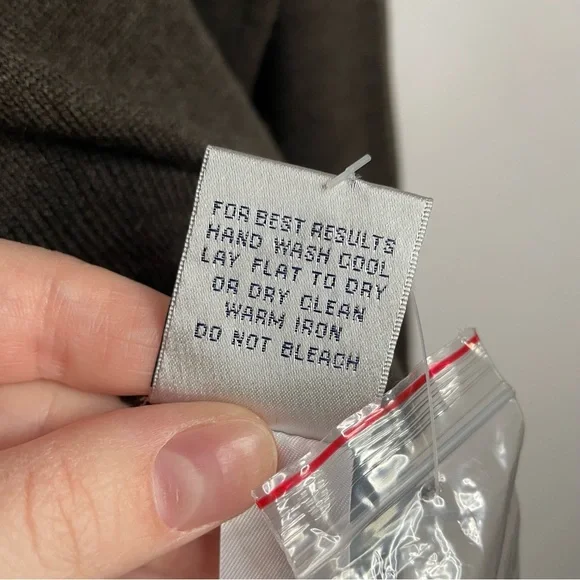 FOR BEST RESULTS
HAND WASH COOL
LAY FLAT TO DRY
OR DRY CLEAN
WARM IRON
DO NOT BLEACH